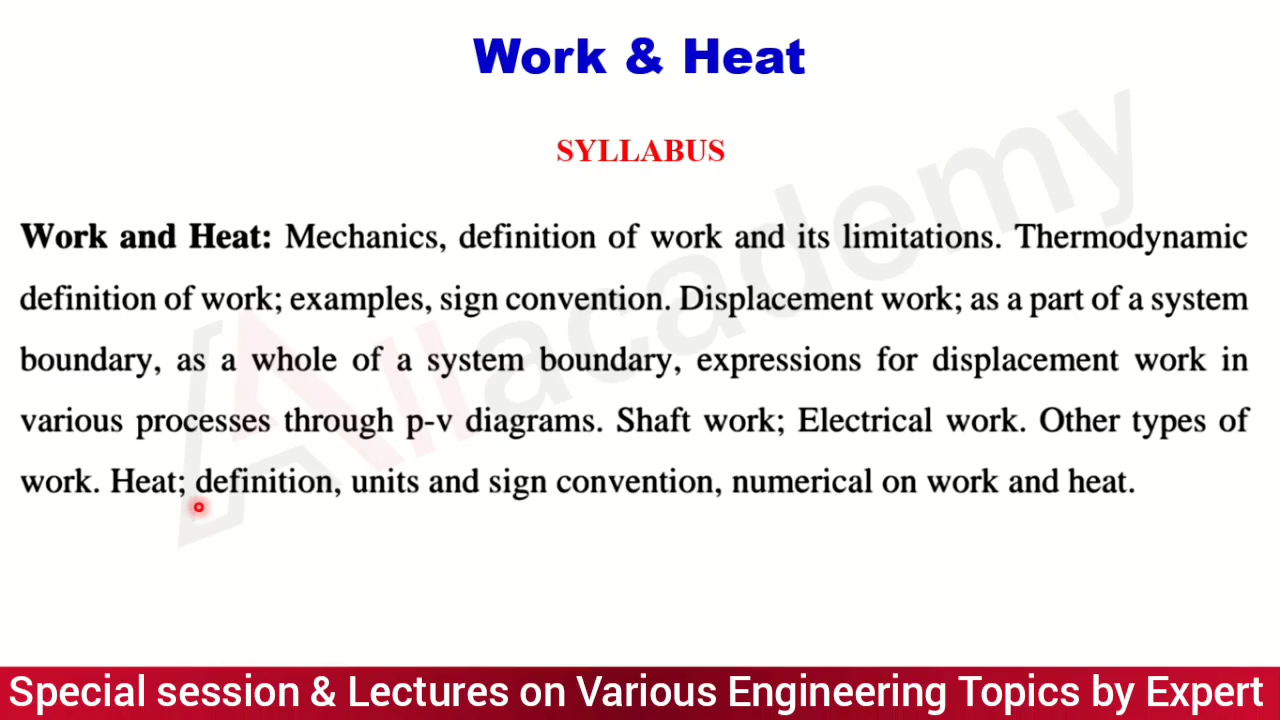 Work & Heat
SYLLABUS
Work and Heat: Mechanics, definition of work and its limitations. Thermodynamic
definition of work; examples, sign convention. Displacement work; as a part of a system
boundary, as a whole of a system boundary, expressions for displacement work in
various processes through p-v diagrams. Shaft work; Electrical work. Other types of
work. Heat; definition, units and sign convention, numerical on work and heat.
Allacademy
Special session & Lectures on Various Engineering Topics by Expert